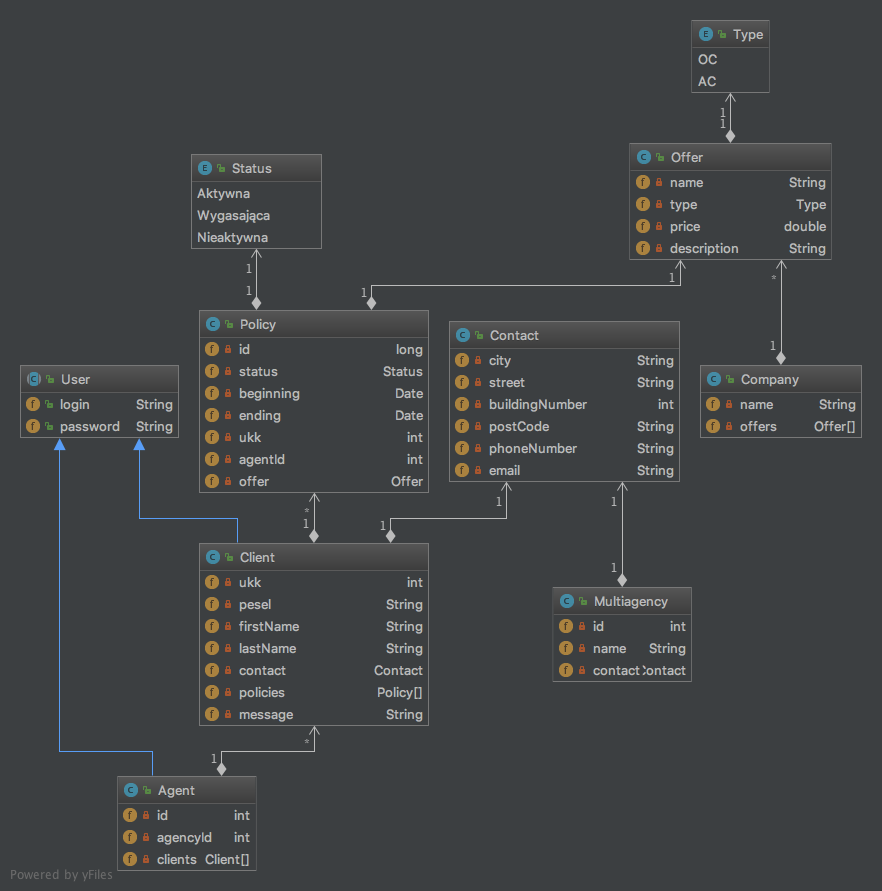 Type
OC
AC
1
1
Offer
name String
type Type
price double
description String
Status
Aktywna
Wygasająca
Nieaktywna
1
1
1
1
*
1
Policy
id long
status Status
beginning Date
ending Date
ukk int
agentId int
offer Offer
Contact
city String
street String
buildingNumber int
postCode String
phoneNumber String
email String
User
login String
password String
Company
name String
offers Offer[]
*
1
1
1
1
1
Client
ukk int
pesel String
firstName String
lastName String
contact Contact
policies Policy[]
message String
Multiagency
id int
name String
contact Contact
*
1
Agent
id int
agencyId int
clients Client[]
Powered by yFiles